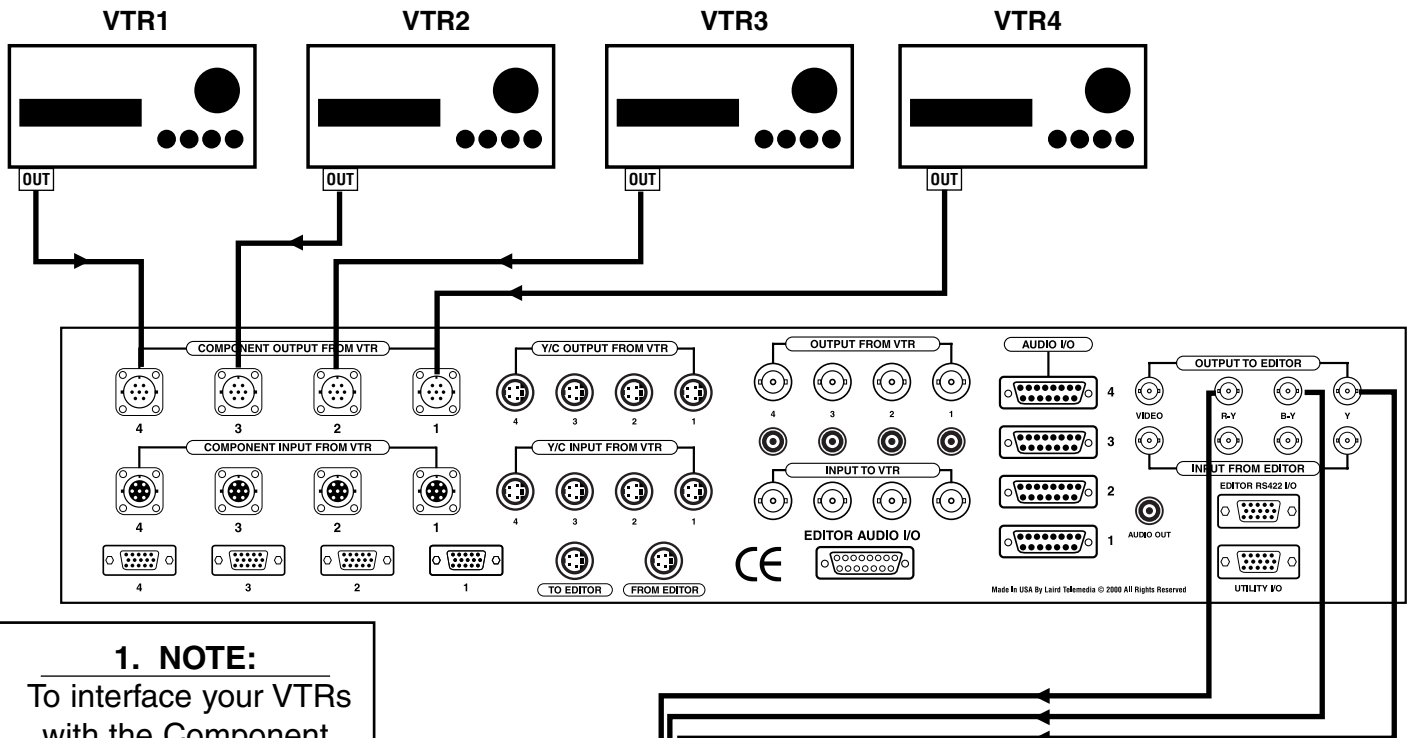 VTR1 VTR2 VTR3 VTR4
OUT OUT OUT OUT
COMPONENT OUTPUT FROM VTR
4 3 2 1
COMPONENT INPUT FROM VTR
4 3 2 1
4 3 2 1
Y/C OUTPUT FROM VTR
4 3 2 1
Y/C INPUT FROM VTR
4 3 2 1
TO EDITOR FROM EDITOR
OUTPUT FROM VTR
4 3 2 1
INPUT TO VTR
EDITOR AUDIO I/O
CE
AUDIO I/O
4
3
2
1
OUTPUT TO EDITOR
VIDEO R-Y B-Y Y
INPUT FROM EDITOR
EDITOR RS422 I/O
AUDIO OUT
UTILITY I/O
Made In USA By Laird Telemedia © 2000 All Rights Reserved
1. NOTE:
To interface your VTRs
with the Component